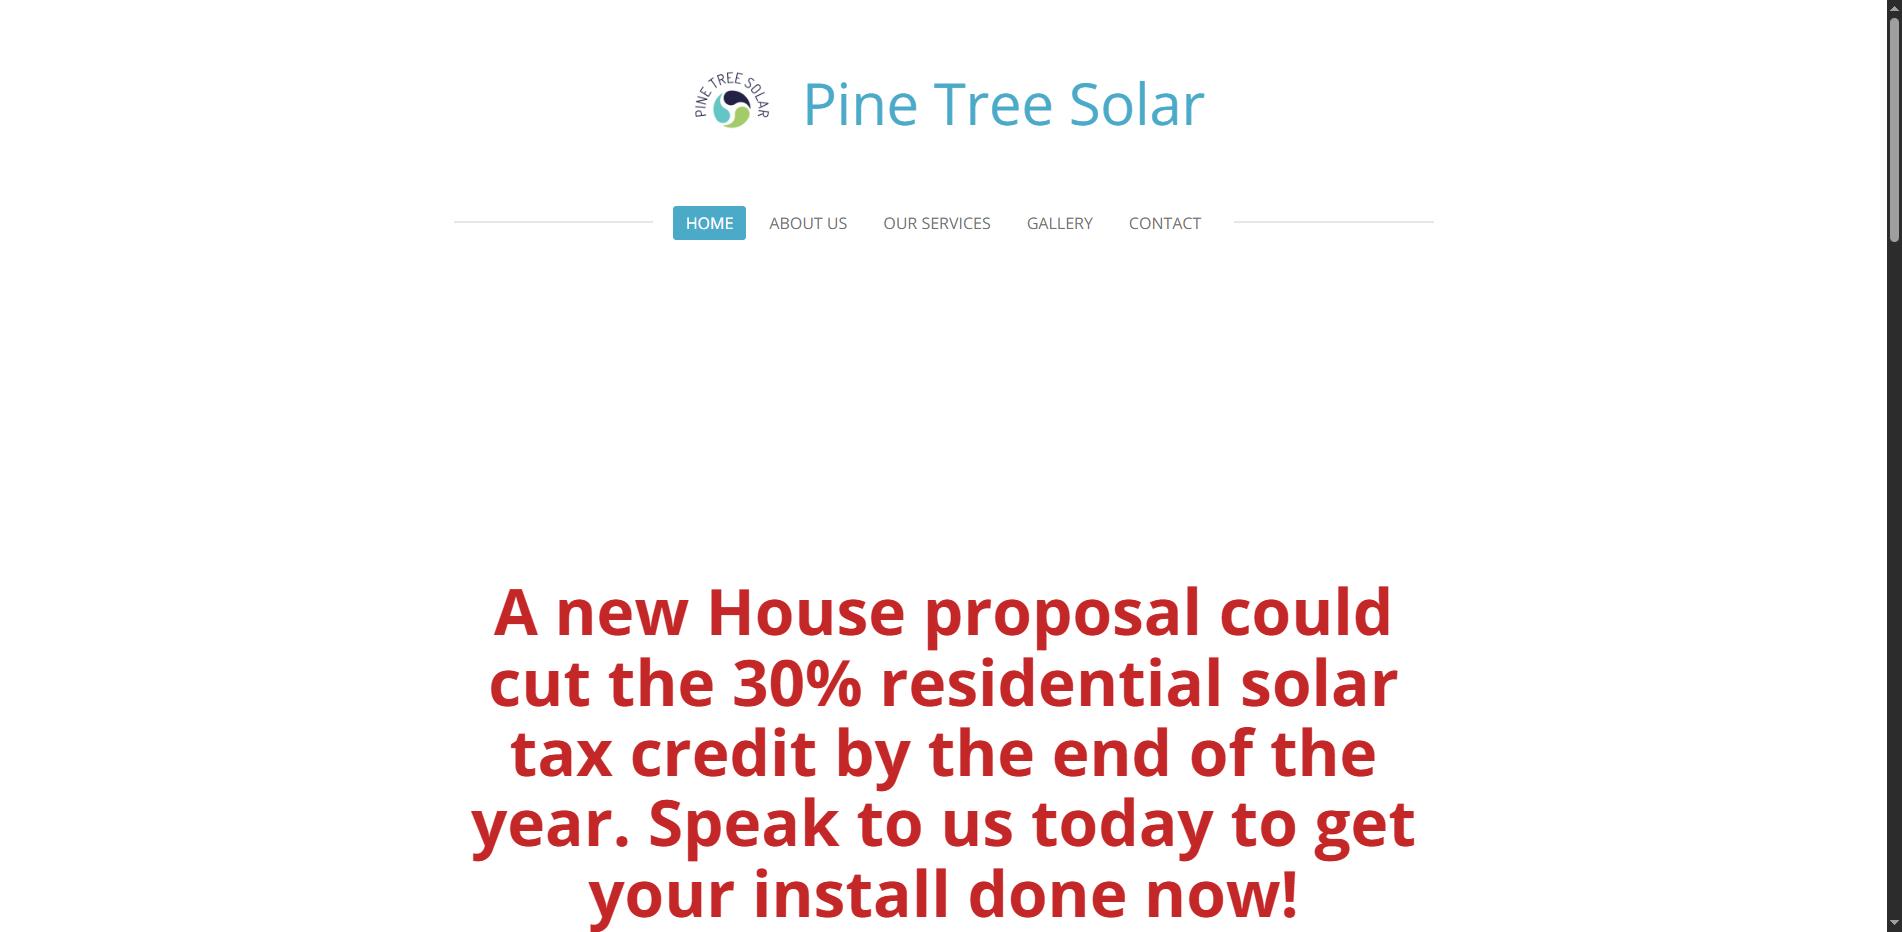 PINE TREE SOLAR
Pine Tree Solar
HOME ABOUT US OUR SERVICES GALLERY CONTACT
A new House proposal could
cut the 30% residential solar
tax credit by the end of the
year. Speak to us today to get
your install done now!